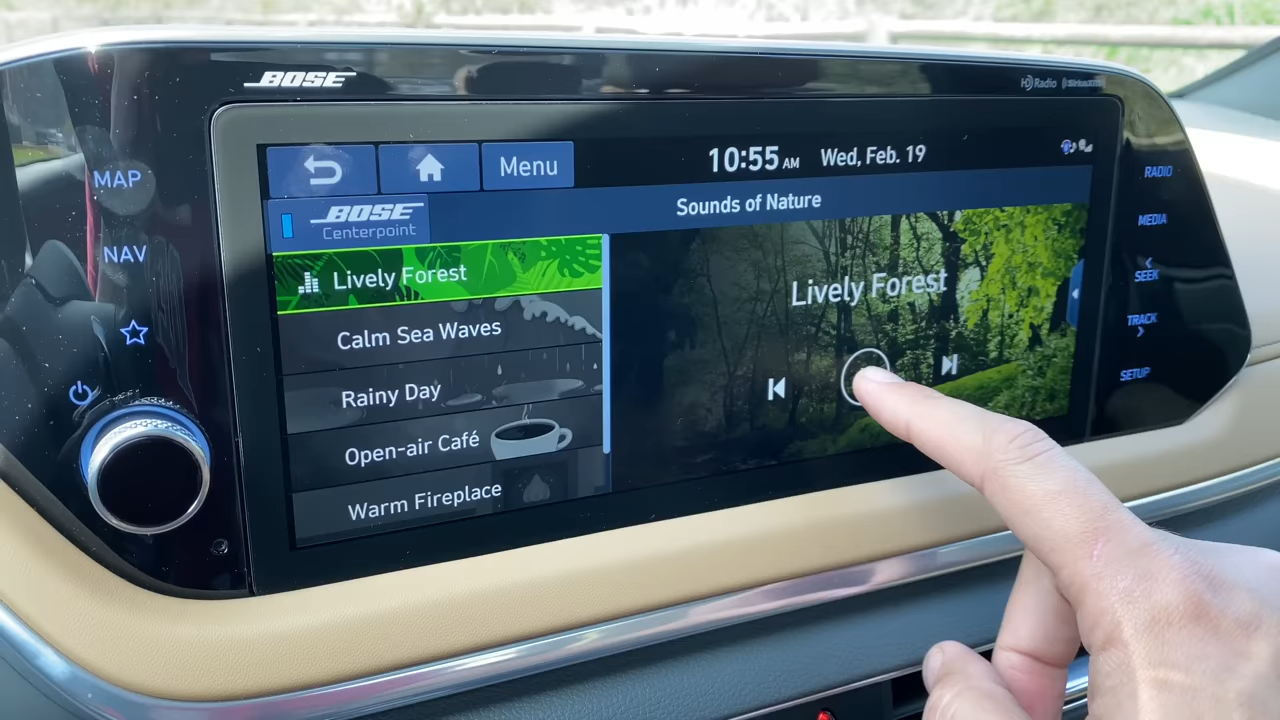 BOSE
HD Radio SiriusXM
MAP
NAV
Menu
10:55 AM Wed, Feb. 19
BOSE
Centerpoint
Sounds of Nature
Lively Forest
Calm Sea Waves
Rainy Day
Open-air Café
Warm Fireplace
Lively Forest
RADIO
MEDIA
< SEEK
TRACK >
SETUP